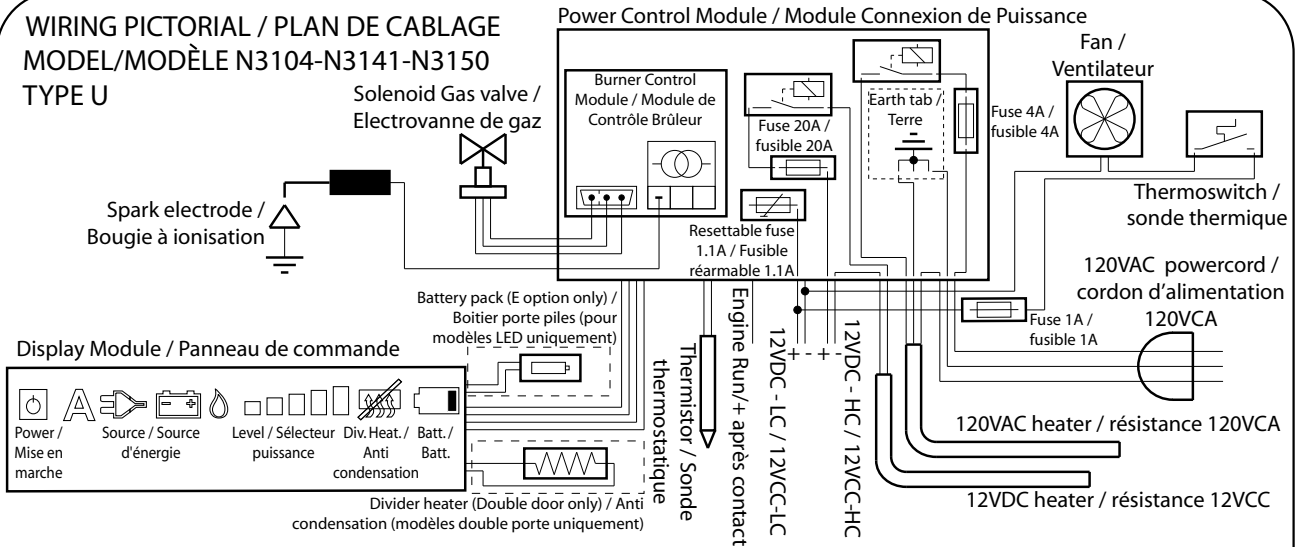 WIRING PICTORIAL / PLAN DE CABLAGE
MODEL/MODÈLE N3104-N3141-N3150
TYPE U
Power Control Module / Module Connexion de Puissance
Solenoid Gas valve /
Electrovanne de gaz
Burner Control
Module / Module de
Contrôle Brûleur
Fuse 20A /
fusible 20A
Earth tab /
Terre
Fuse 4A /
fusible 4A
Fan /
Ventilateur
Thermoswitch /
sonde thermique
Spark electrode /
Bougie à ionisation
Resettable fuse
1.1A / Fusible
réarmable 1.1A
120VAC powercord /
cordon d'alimentation
120VCA
Fuse 1A /
fusible 1A
Battery pack (E option only) /
Boitier porte piles (pour
modèles LED uniquement)
Display Module / Panneau de commande
A
- +
Power /
Mise en
marche
Source / Source
d'énergie
Level / Sélecteur
puissance
Div. Heat. /
Anti
condensation
Batt. /
Batt.
Divider heater (Double door only) / Anti
condensation (modèles double porte uniquement)
Thermistor / Sonde
thermostatique
Engine Run/+ après contact
+ - + -
12VDC - LC / 12VCC-LC
12VDC - HC / 12VCC-HC
120VAC heater / résistance 120VCA
12VDC heater / résistance 12VCC